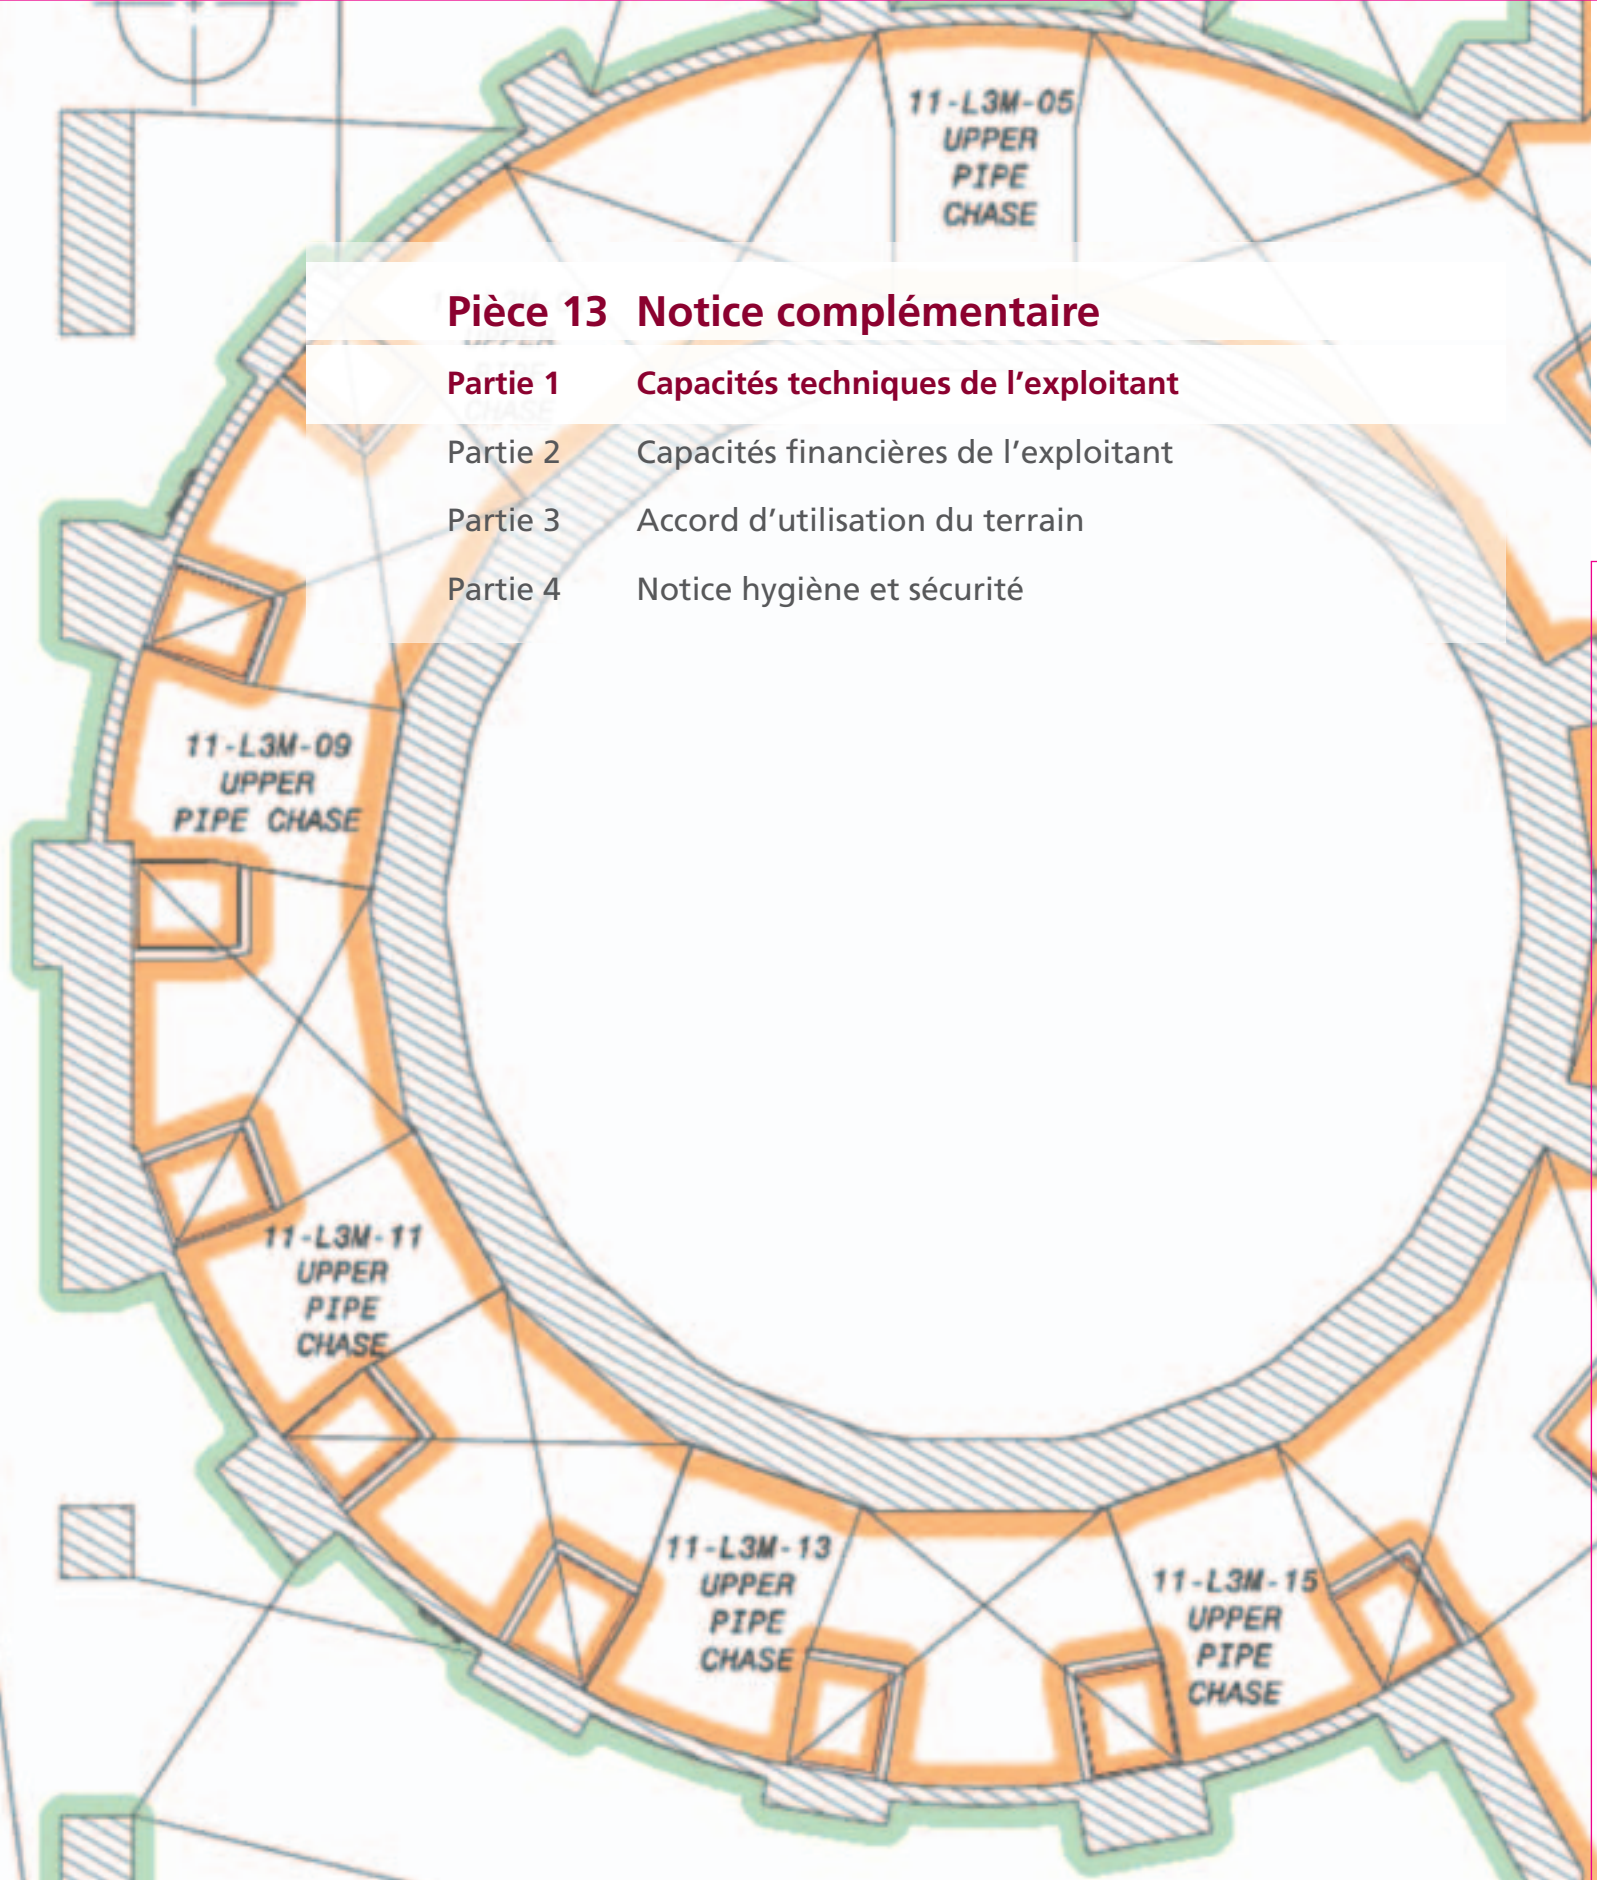 11-L3M-05
UPPER
PIPE
CHASE
Pièce 13 Notice complémentaire
Partie 1 Capacités techniques de l’exploitant
CHASE
Partie 2 Capacités financières de l’exploitant
Partie 3 Accord d’utilisation du terrain
Partie 4 Notice hygiène et sécurité
11-L3M-09
UPPER
PIPE CHASE
11-L3M-11
UPPER
PIPE
CHASE
11-L3M-13
UPPER
PIPE
CHASE
11-L3M-15
UPPER
PIPE
CHASE